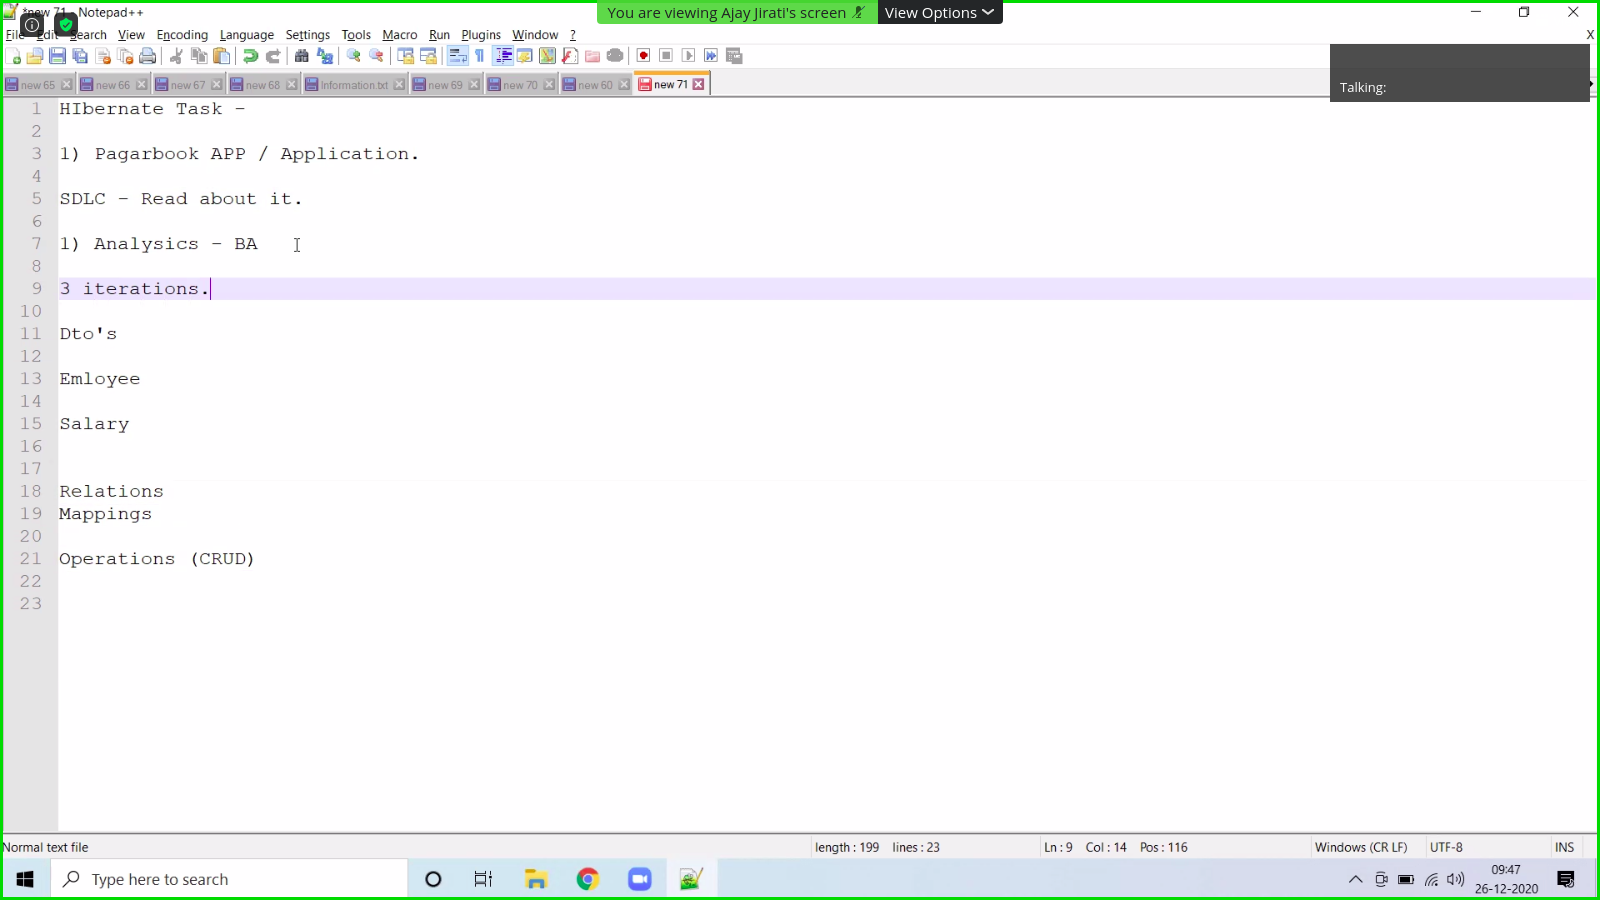 *new 71 - Notepad++
You are viewing Ajay Jirati's screen View Options
File Edit Search View Encoding Language Settings Tools Macro Run Plugins Window ? X
new 65 new 66 new 67 new 68 Information.txt new 69 new 70 new 60 new 71
Talking:
1 HIbernate Task -
2
3 1) Pagarbook APP / Application.
4
5 SDLC - Read about it.
6
7 1) Analysics - BA
8
9 3 iterations.
10
11 Dto's
12
13 Emloyee
14
15 Salary
16
17
18 Relations
19 Mappings
20
21 Operations (CRUD)
22
23
Normal text file length : 199 lines : 23 Ln : 9 Col : 14 Pos : 116 Windows (CR LF) UTF-8 INS
Type here to search
09:47
26-12-2020